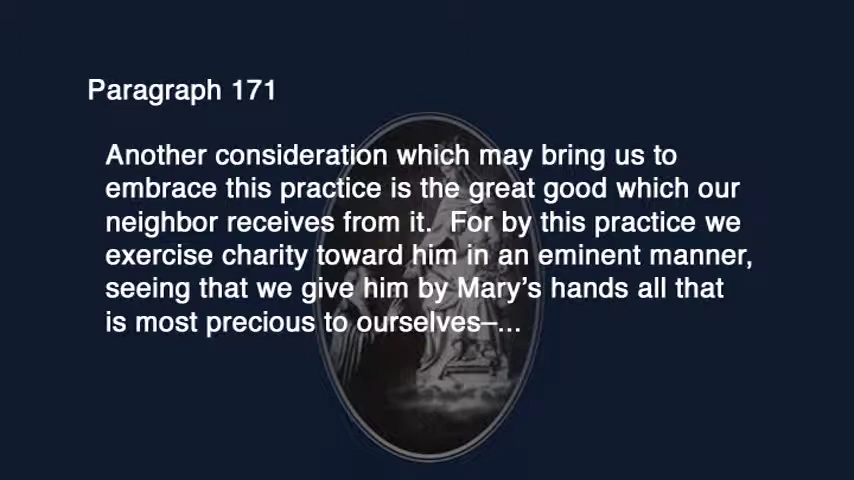 Paragraph 171
Another consideration which may bring us to
embrace this practice is the great good which our
neighbor receives from it.  For by this practice we
exercise charity toward him in an eminent manner,
seeing that we give him by Mary’s hands all that
is most precious to ourselves–...